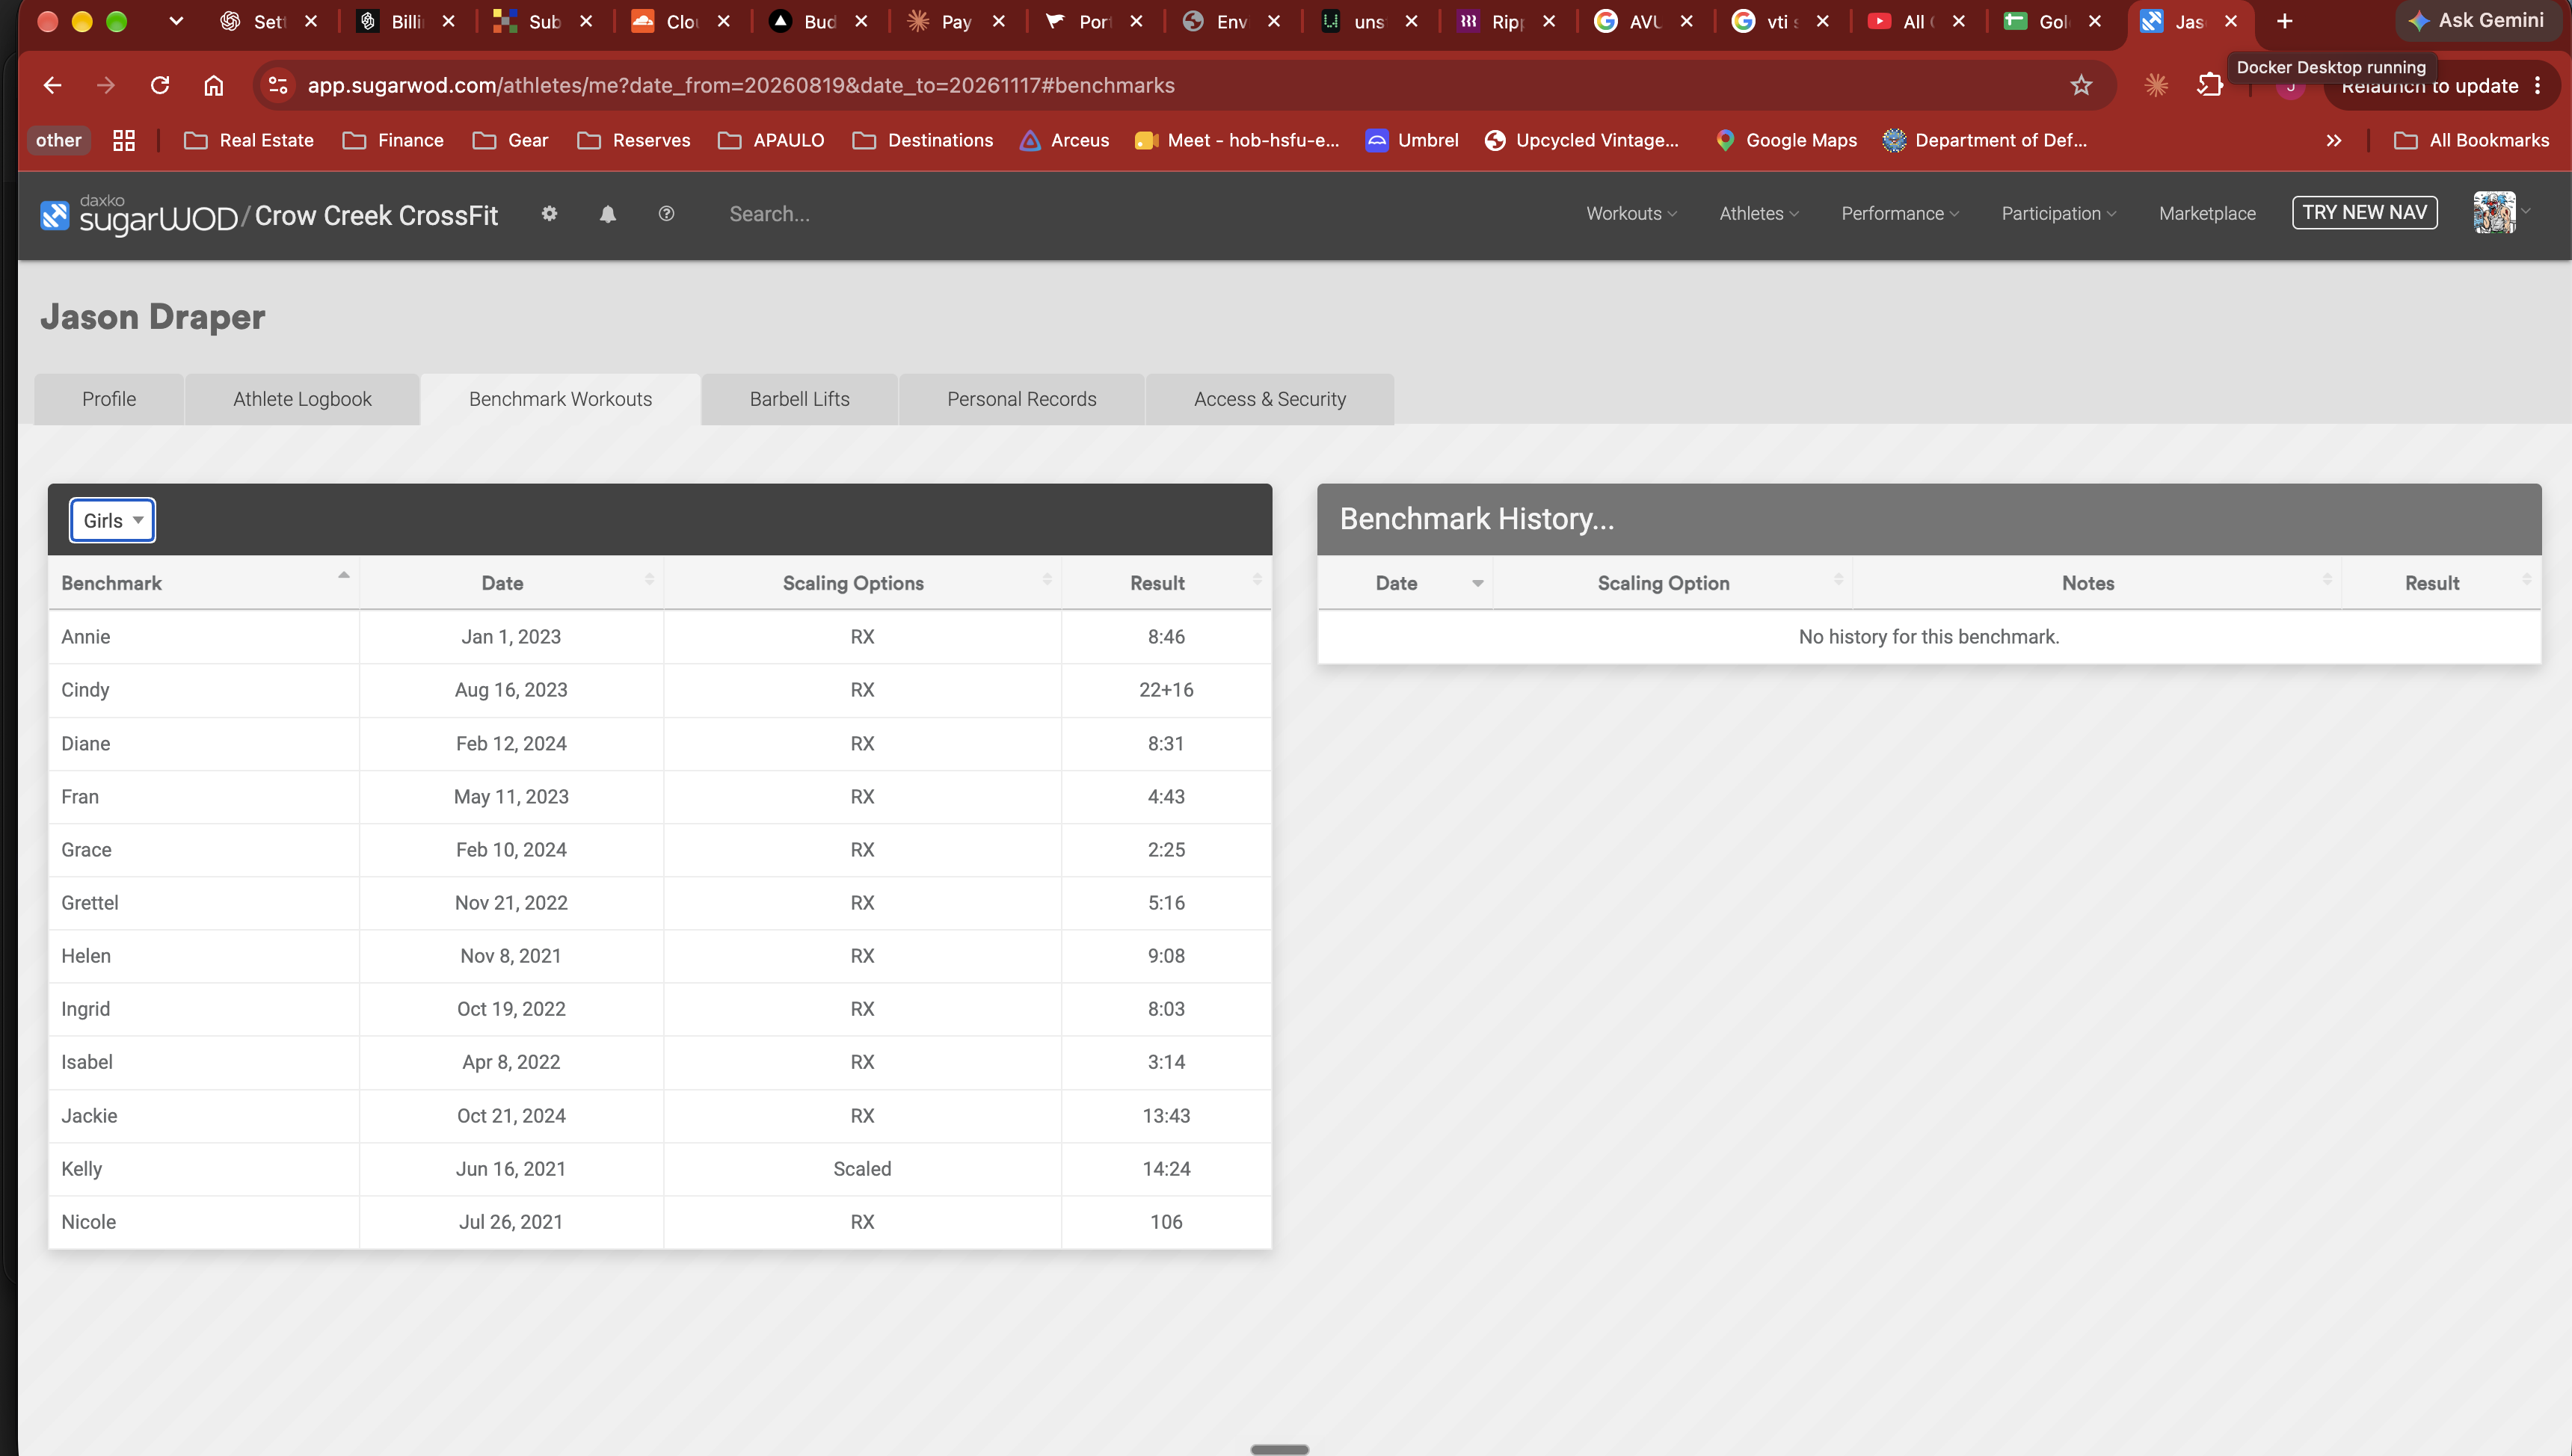 Set
Billi
Sub
Clou
Bud
Pay
Port
Env
uns
Ripp
AVU
vti s
All
Gol
Jas
Ask Gemini
app.sugarwod.com/athletes/me?date_from=20260819&date_to=20261117#benchmarks
Docker Desktop running
J
Relaunch to update
other
Real Estate
Finance
Gear
Reserves
APAULO
Destinations
Arceus
Meet - hob-hsfu-e...
Umbrel
Upcycled Vintage...
Google Maps
Department of Def...
All Bookmarks
daxko
sugarWOD / Crow Creek CrossFit
Search...
Workouts
Athletes
Performance
Participation
Marketplace
TRY NEW NAV
Jason Draper
Profile
Athlete Logbook
Benchmark Workouts
Barbell Lifts
Personal Records
Access & Security
Girls
Benchmark Date Scaling Options Result
Annie Jan 1, 2023 RX 8:46
Cindy Aug 16, 2023 RX 22+16
Diane Feb 12, 2024 RX 8:31
Fran May 11, 2023 RX 4:43
Grace Feb 10, 2024 RX 2:25
Grettel Nov 21, 2022 RX 5:16
Helen Nov 8, 2021 RX 9:08
Ingrid Oct 19, 2022 RX 8:03
Isabel Apr 8, 2022 RX 3:14
Jackie Oct 21, 2024 RX 13:43
Kelly Jun 16, 2021 Scaled 14:24
Nicole Jul 26, 2021 RX 106
Benchmark History...
Date Scaling Option Notes Result
No history for this benchmark.